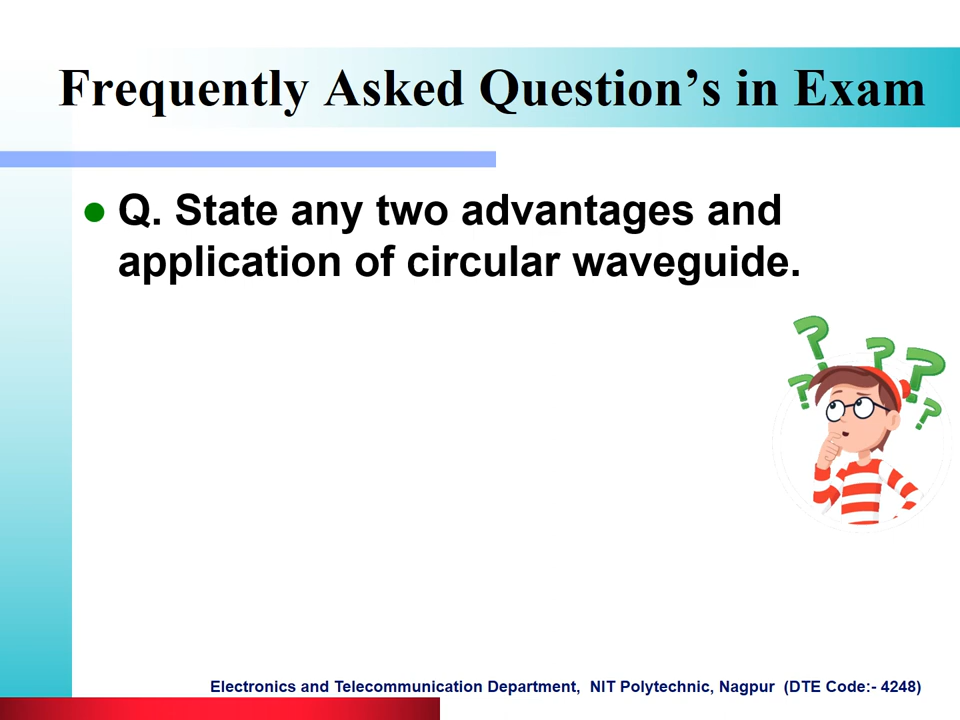 Frequently Asked Question’s in Exam
Q. State any two advantages and
application of circular waveguide.
Electronics and Telecommunication Department, NIT Polytechnic, Nagpur (DTE Code:- 4248)